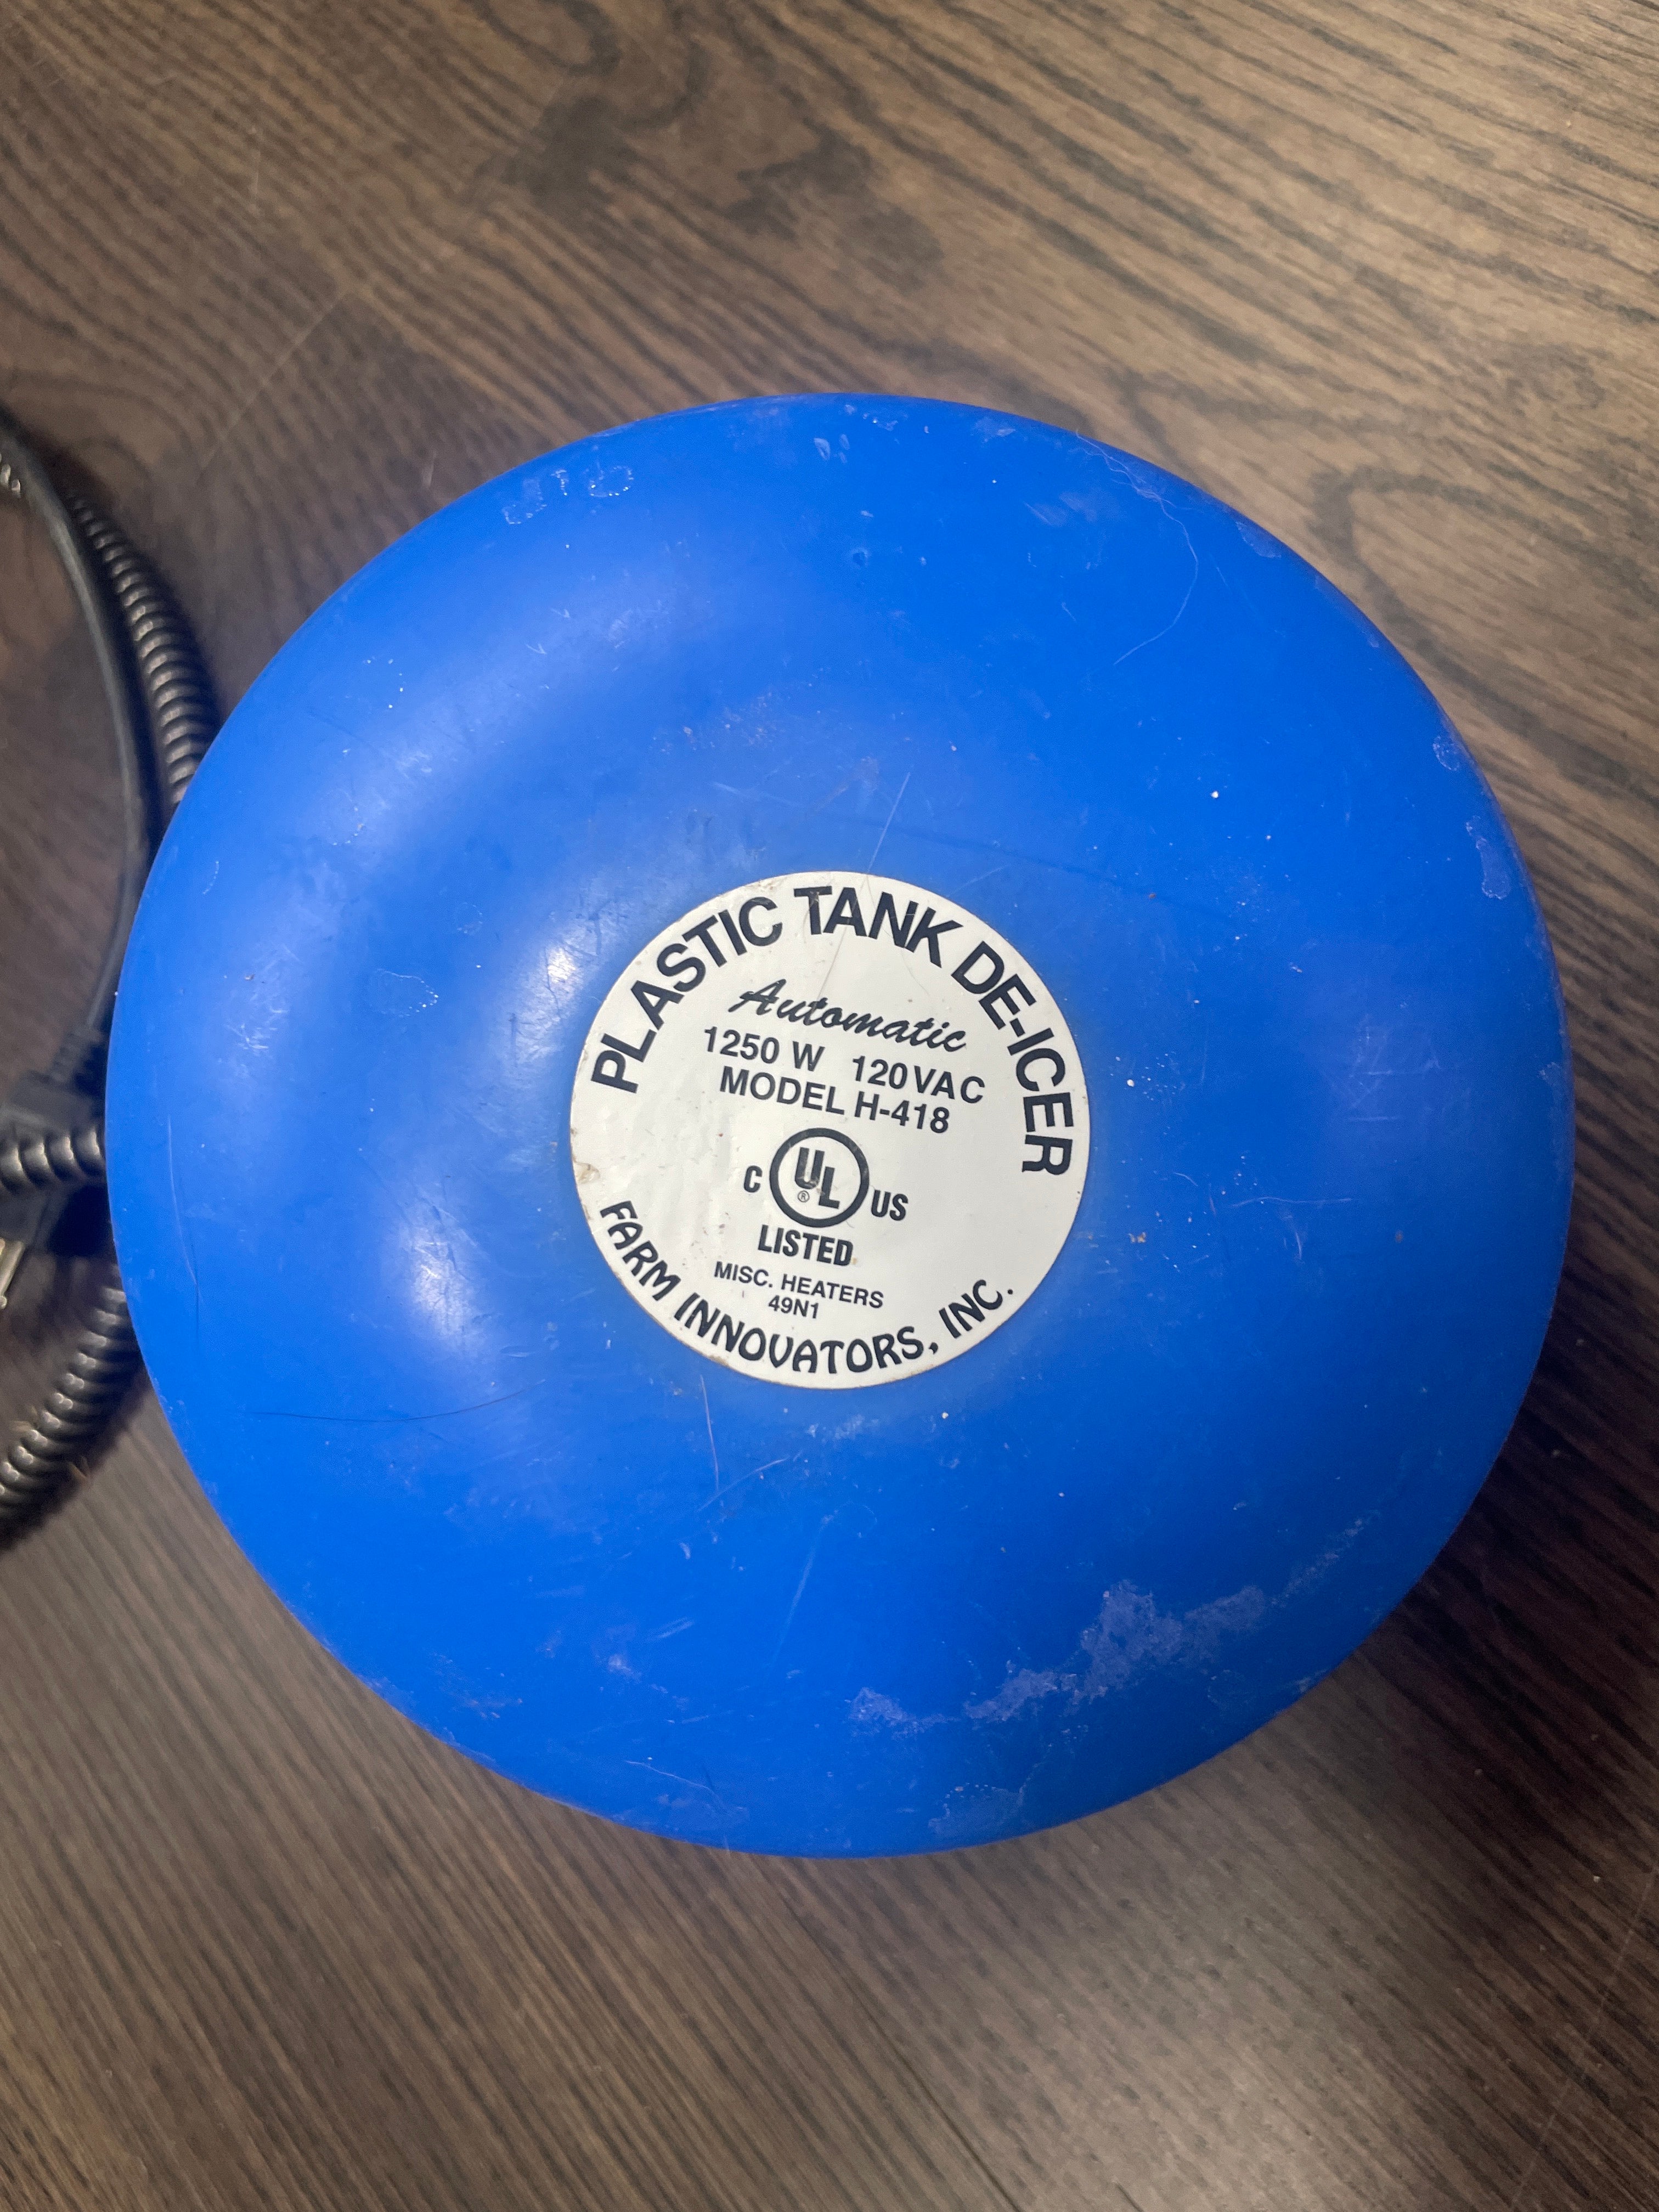 PLASTIC TANK DE-ICER
Automatic
1250 W 120VAC
MODEL H-418
C UL® US
LISTED
MISC. HEATERS
49N1
FARM INNOVATORS, INC.